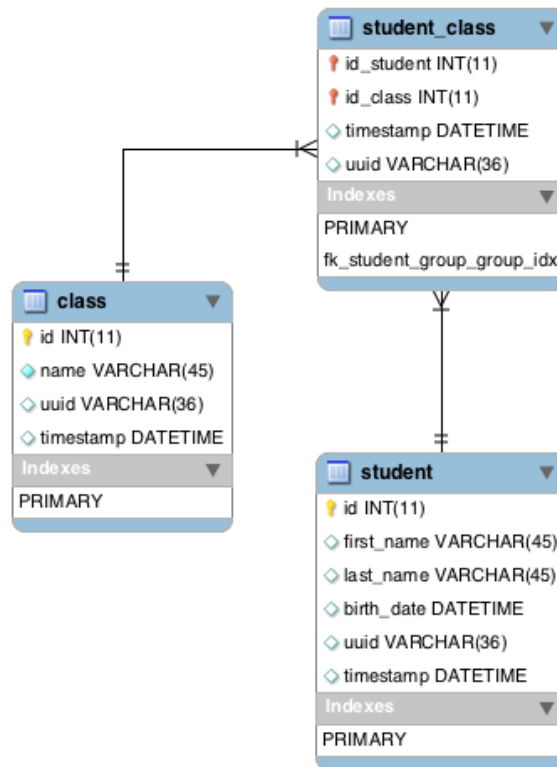 student_class
id_student INT(11)
id_class INT(11)
timestamp DATETIME
uuid VARCHAR(36)
Indexes
PRIMARY
fk_student_group_group_idx
class
id INT(11)
name VARCHAR(45)
uuid VARCHAR(36)
timestamp DATETIME
Indexes
PRIMARY
student
id INT(11)
first_name VARCHAR(45)
last_name VARCHAR(45)
birth_date DATETIME
uuid VARCHAR(36)
timestamp DATETIME
Indexes
PRIMARY